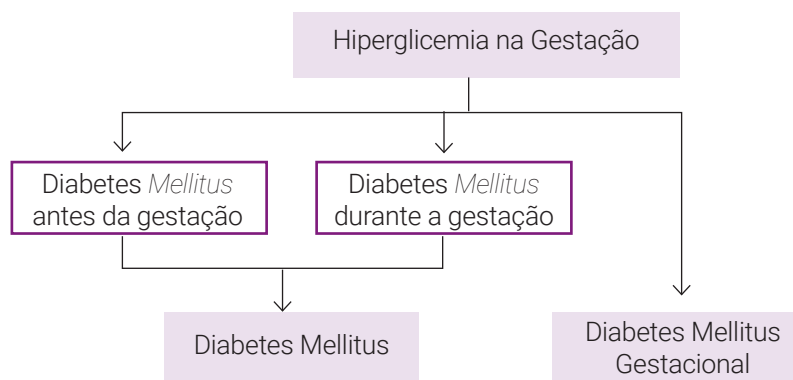 Hiperglicemia na Gestação
Diabetes Mellitus
antes da gestação
Diabetes Mellitus
durante a gestação
Diabetes Mellitus
Diabetes Mellitus
Gestacional